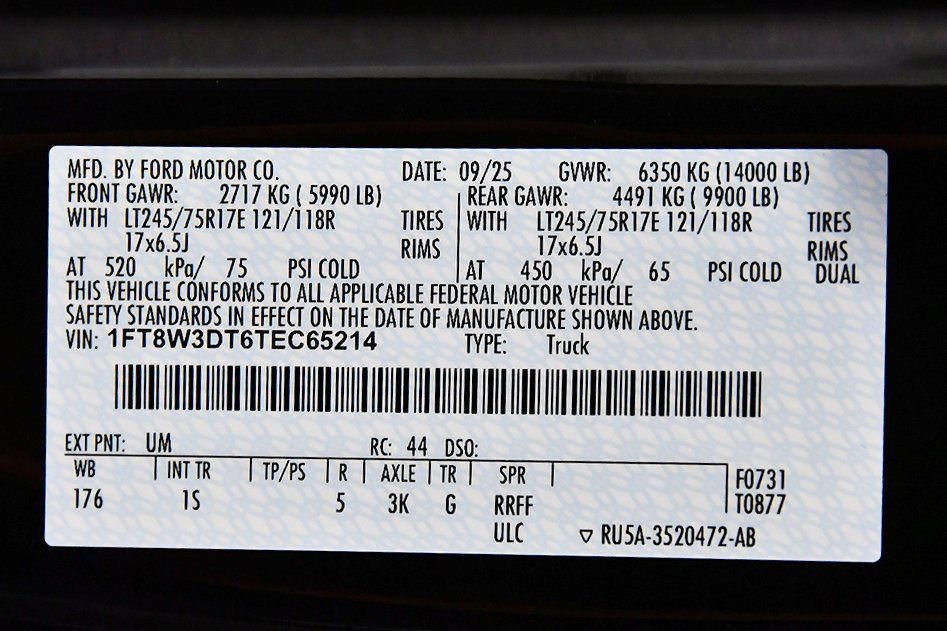 MFD. BY FORD MOTOR CO. DATE: 09/25 GVWR: 6350 KG (14000 LB)
FRONT GAWR: 2717 KG (5990 LB) REAR GAWR: 4491 KG (9900 LB)
WITH LT245/75R17E 121/118R TIRES WITH LT245/75R17E 121/118R TIRES
17x6.5J RIMS 17x6.5J RIMS
AT 520 kPa/ 75 PSI COLD AT 450 kPa/ 65 PSI COLD DUAL
THIS VEHICLE CONFORMS TO ALL APPLICABLE FEDERAL MOTOR VEHICLE
SAFETY STANDARDS IN EFFECT ON THE DATE OF MANUFACTURE SHOWN ABOVE.
VIN: 1FT8W3DT6TEC65214 TYPE: Truck
EXT PNT: UM RC: 44 DSO:
WB INT TR TP/PS R AXLE TR SPR F0731
176 1S 5 3K G RRFF T0877
ULC ▽ RU5A-3520472-AB